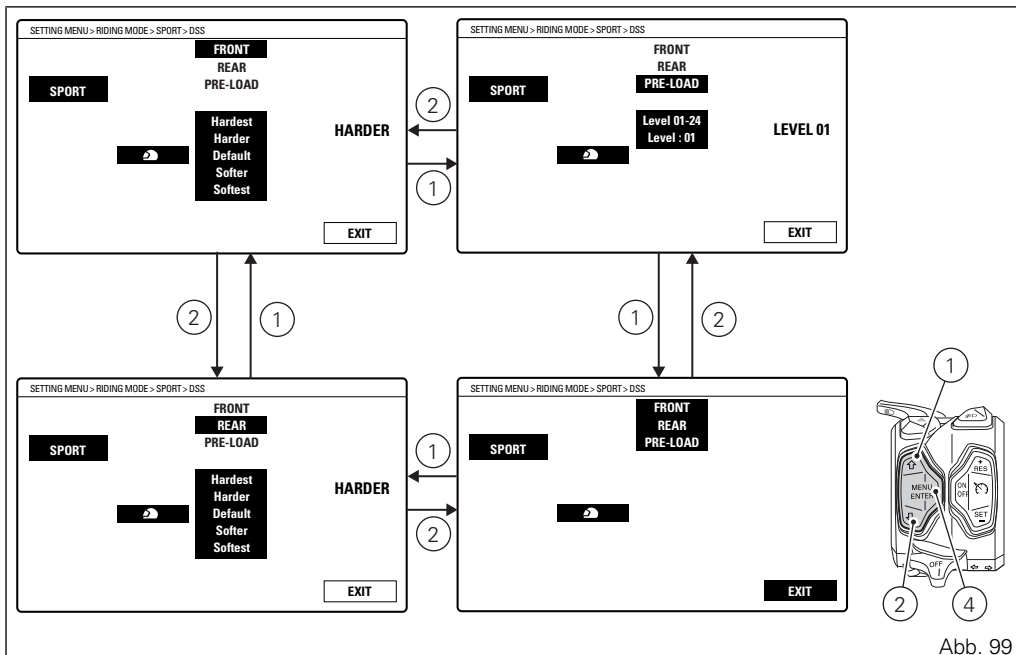 SETTING MENU > RIDING MODE > SPORT > DSS
FRONT
REAR
PRE-LOAD
SPORT
Hardest
Harder
Default
Softer
Softest
HARDER
EXIT
2
1
SETTING MENU > RIDING MODE > SPORT > DSS
FRONT
REAR
PRE-LOAD
SPORT
Level 01-24
Level : 01
LEVEL 01
EXIT
2
1
1
2
SETTING MENU > RIDING MODE > SPORT > DSS
FRONT
REAR
PRE-LOAD
SPORT
Hardest
Harder
Default
Softer
Softest
HARDER
EXIT
1
2
SETTING MENU > RIDING MODE > SPORT > DSS
FRONT
REAR
PRE-LOAD
SPORT
EXIT
1
+
RES
MENU
ENTER
ON
OFF
SET
−
OFF
2
4
Abb. 99